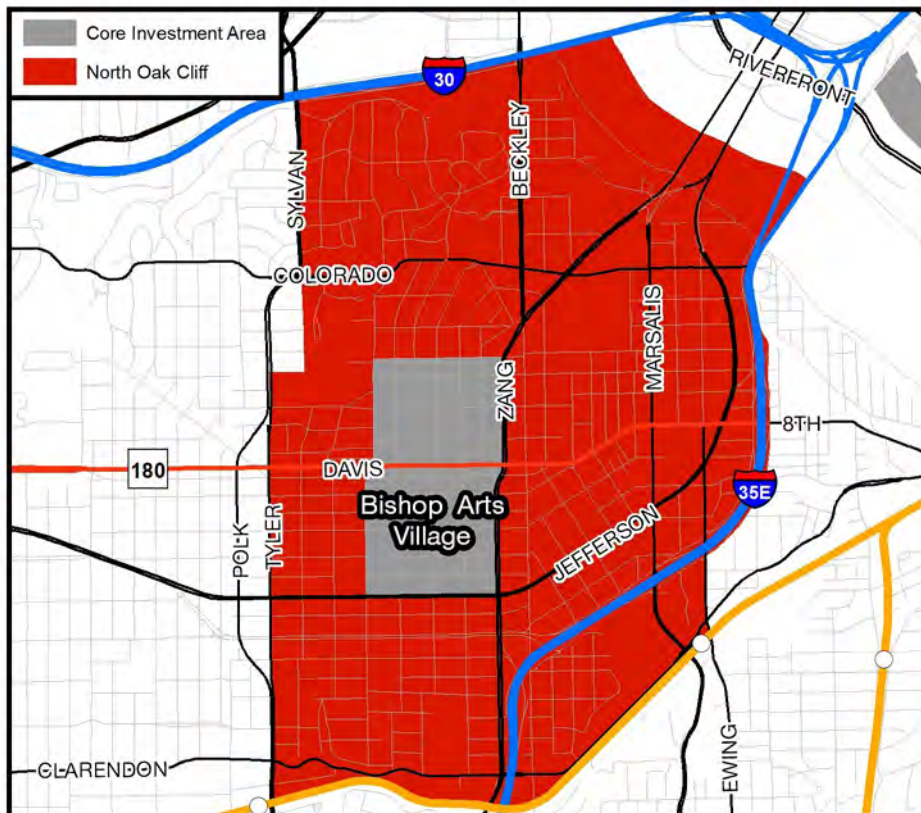 Core Investment Area
North Oak Cliff
30
RIVERFRONT
SYLVAN
BECKLEY
COLORADO
MARSALIS
ZANG
8TH
180
DAVIS
35E
Bishop Arts
Village
POLK
TYLER
JEFFERSON
EWING
CLARENDON